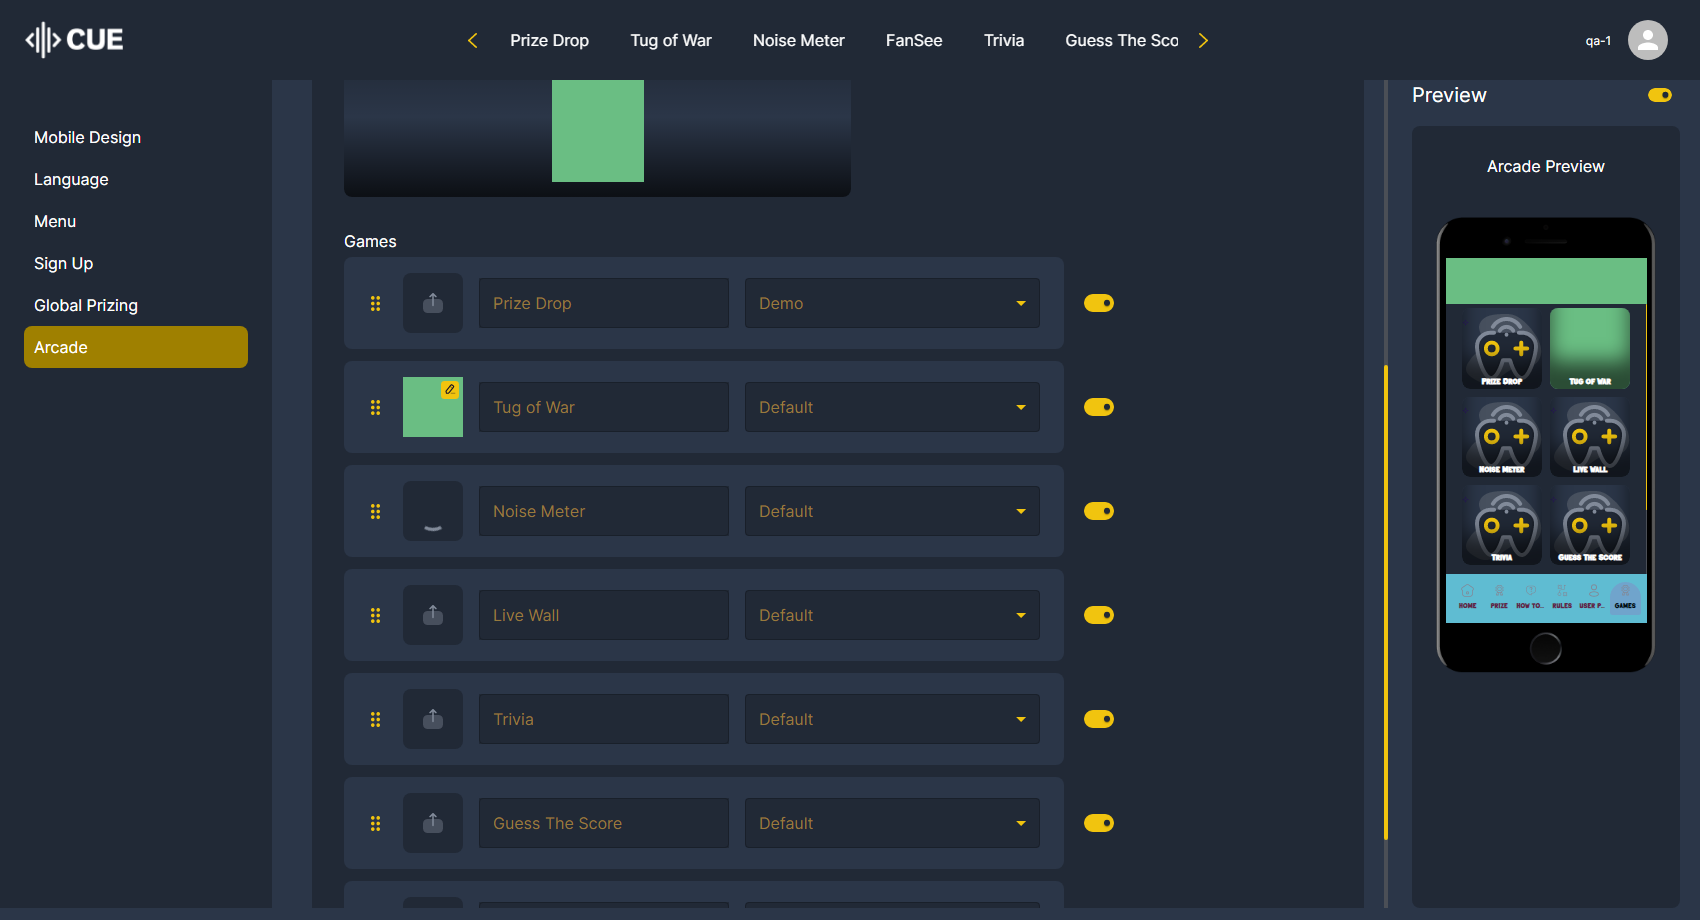 CUE
Prize Drop
Tug of War
Noise Meter
FanSee
Trivia
Guess The Sco
qa-1
Mobile Design
Language
Menu
Sign Up
Global Prizing
Arcade
Games
Prize Drop
Demo
Tug of War
Default
Noise Meter
Default
Live Wall
Default
Trivia
Default
Guess The Score
Default
Preview
Arcade Preview
PRIZE DROP
TUG OF WAR
NOISE METER
LIVE WALL
TRIVIA
GUESS THE SCORE
HOME
PRIZE
HOW TO..
RULES
USER P..
GAMES